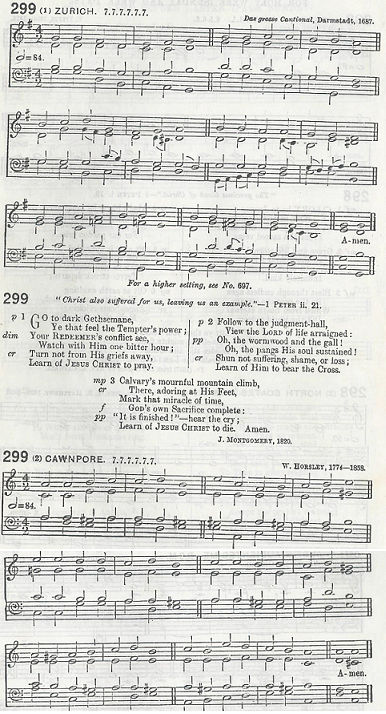 299 (1) ZURICH. 7.7.7.7.7.7.
Das grosse Cantional, Darmstadt, 1687.
=84.
A-men.
For a higher setting, see No. 697.
299
"Christ also suffered for us, leaving us an example."—1 PETER ii. 21.
p 1 GO to dark Gethsemane,
Ye that feel the Tempter's power;
dim Your REDEEMER'S conflict see,
Watch with Him one bitter hour;
cr Turn not from His griefs away,
Learn of JESUS CHRIST to pray.
p 2 Follow to the judgment-hall,
View the LORD of life arraigned:
pp Oh, the wormwood and the gall!
Oh, the pangs His soul sustained!
cr Shun not suffering, shame, or loss;
Learn of Him to bear the Cross.
mp 3 Calvary's mournful mountain climb,
cr There, adoring at His Feet,
Mark that miracle of time,
f God's own Sacrifice complete:
pp "It is finished!"—hear the cry;
Learn of JESUS CHRIST to die. Amen.
J. MONTGOMERY, 1820.
299 (2) CAWNPORE. 7.7.7.7.7.7.
W. HORSLEY, 1774–1858.
=84.
A-men.